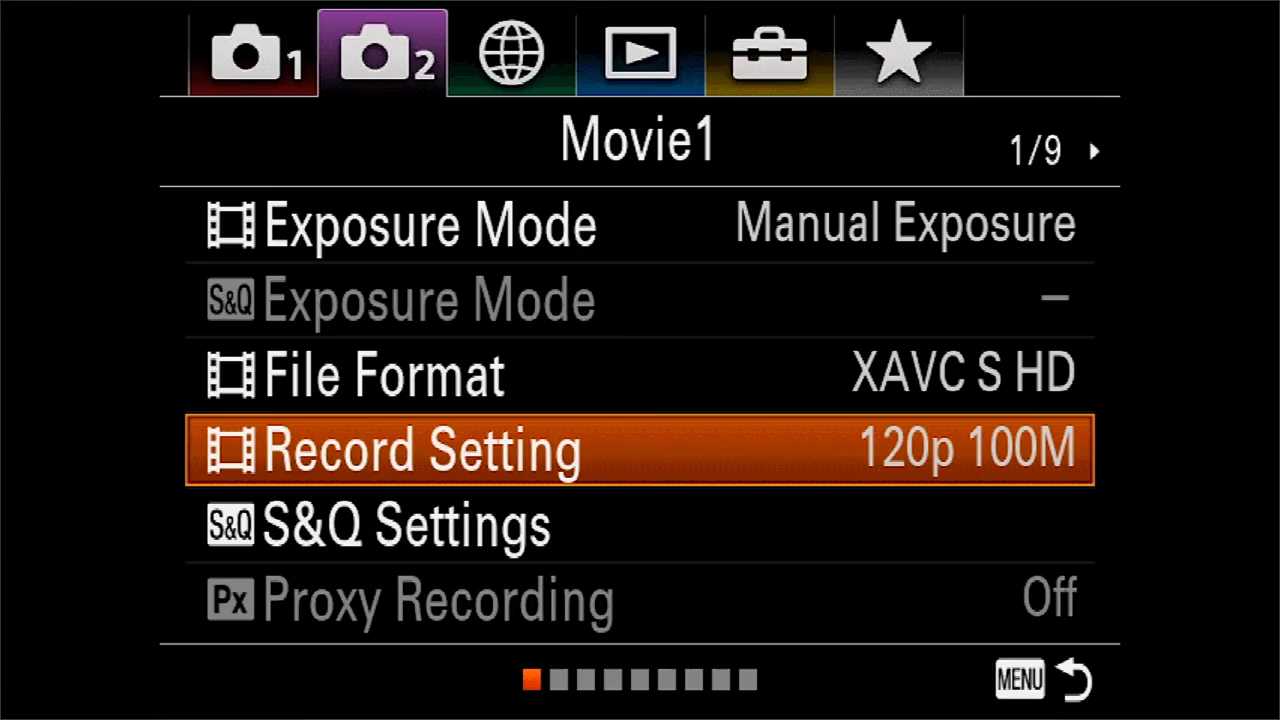 1 2
Movie1 1/9
Exposure Mode Manual Exposure
S&Q Exposure Mode –
File Format XAVC S HD
Record Setting 120p 100M
S&Q S&Q Settings
Px Proxy Recording Off
MENU